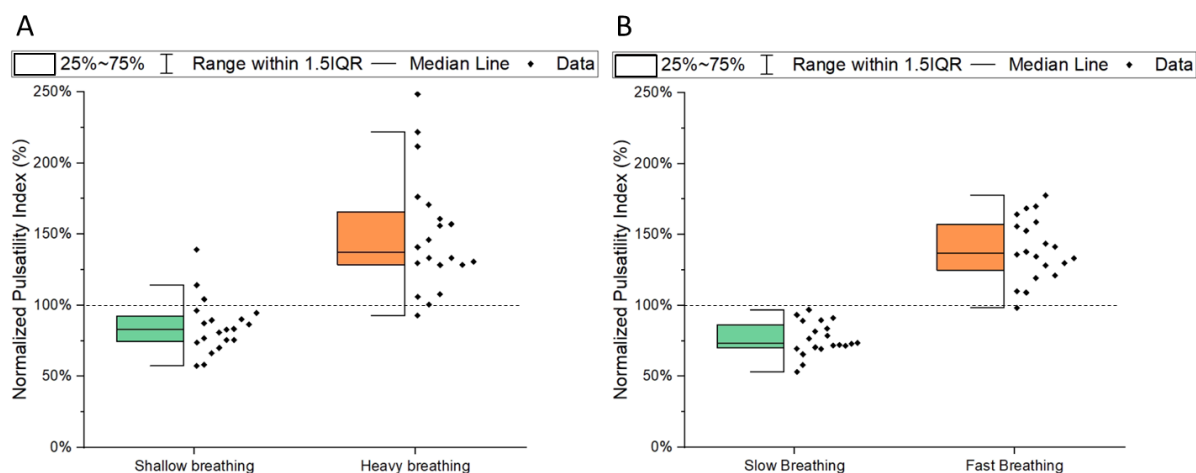 A
25%~75% Range within 1.5IQR Median Line Data
Normalized Pulsatility Index (%)
250%
200%
150%
100%
50%
0%
Shallow breathing Heavy breathing
B
25%~75% Range within 1.5IQR Median Line Data
Normalized Pulsatility Index (%)
250%
200%
150%
100%
50%
0%
Slow Breathing Fast Breathing